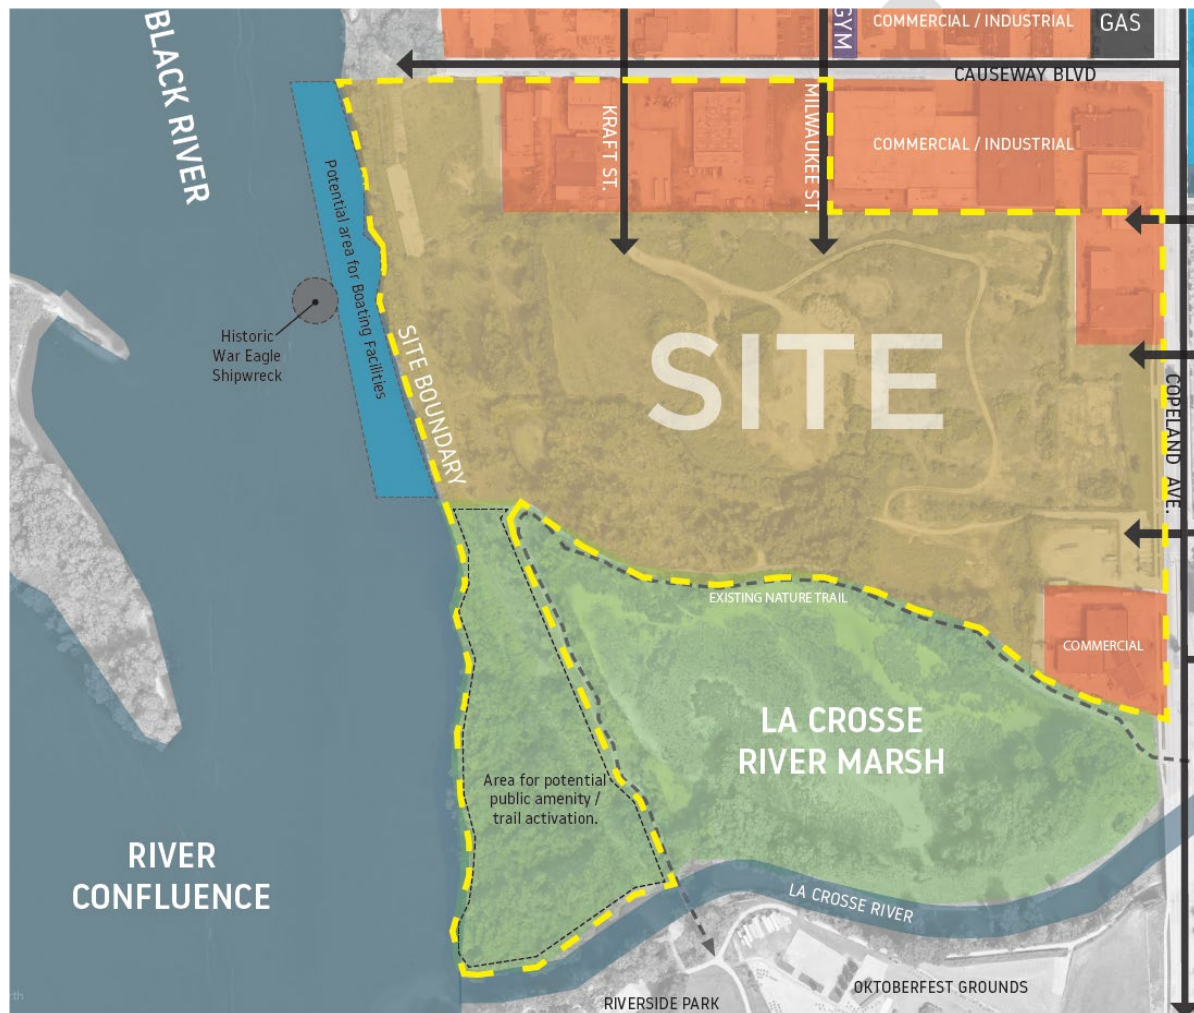 BLACK RIVER
GYM
COMMERCIAL / INDUSTRIAL
GAS
CAUSEWAY BLVD
KRAFT ST.
MILWAUKEE ST.
COMMERCIAL / INDUSTRIAL
Potential area for Boating Facilities
Historic
War Eagle
Shipwreck
SITE BOUNDARY
SITE
COPELAND AVE.
EXISTING NATURE TRAIL
COMMERCIAL
LA CROSSE
RIVER MARSH
Area for potential
public amenity /
trail activation.
RIVER
CONFLUENCE
LA CROSSE RIVER
OKTOBERFEST GROUNDS
RIVERSIDE PARK